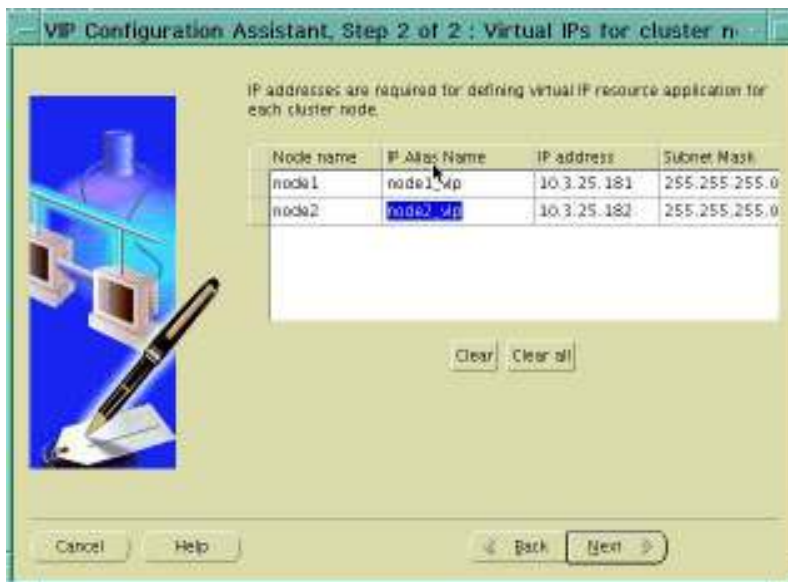 VIP Configuration Assistant, Step 2 of 2 : Virtual IPs for cluster n
IP addresses are required for defining virtual IP resource application for
each cluster node.
Node name IP Alias Name IP address Subnet Mask
node1 node1_vip 10.3.25.181 255.255.255.0
node2 node2_vip 10.3.25.182 255.255.255.0
Clear Clear all
Cancel Help Back Next